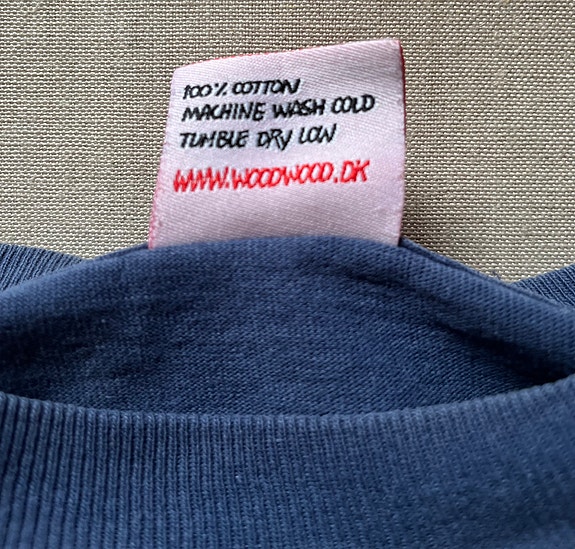 100% COTTON
MACHINE WASH COLD
TUMBLE DRY LOW
WWW.WOODWOOD.DK